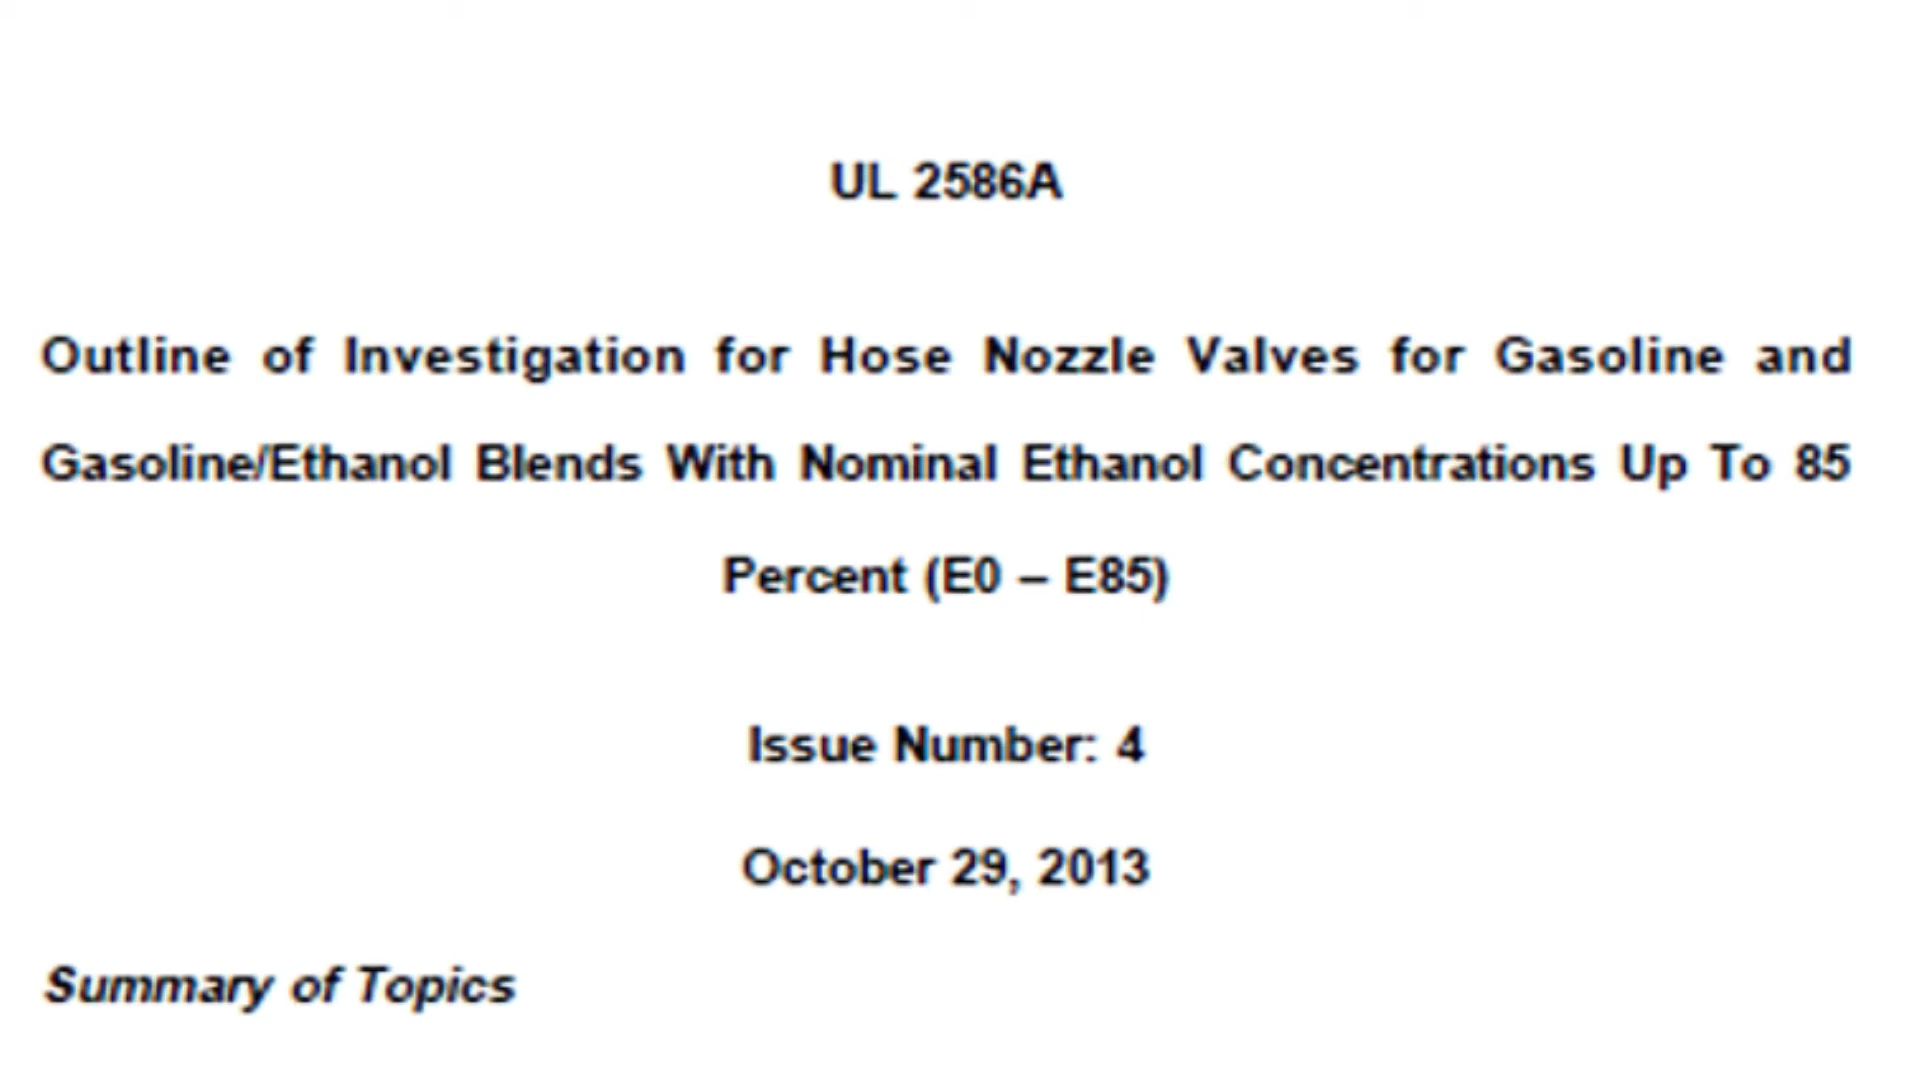 UL 2586A
Outline of Investigation for Hose Nozzle Valves for Gasoline and
Gasoline/Ethanol Blends With Nominal Ethanol Concentrations Up To 85
Percent (E0 – E85)
Issue Number: 4
October 29, 2013
Summary of Topics